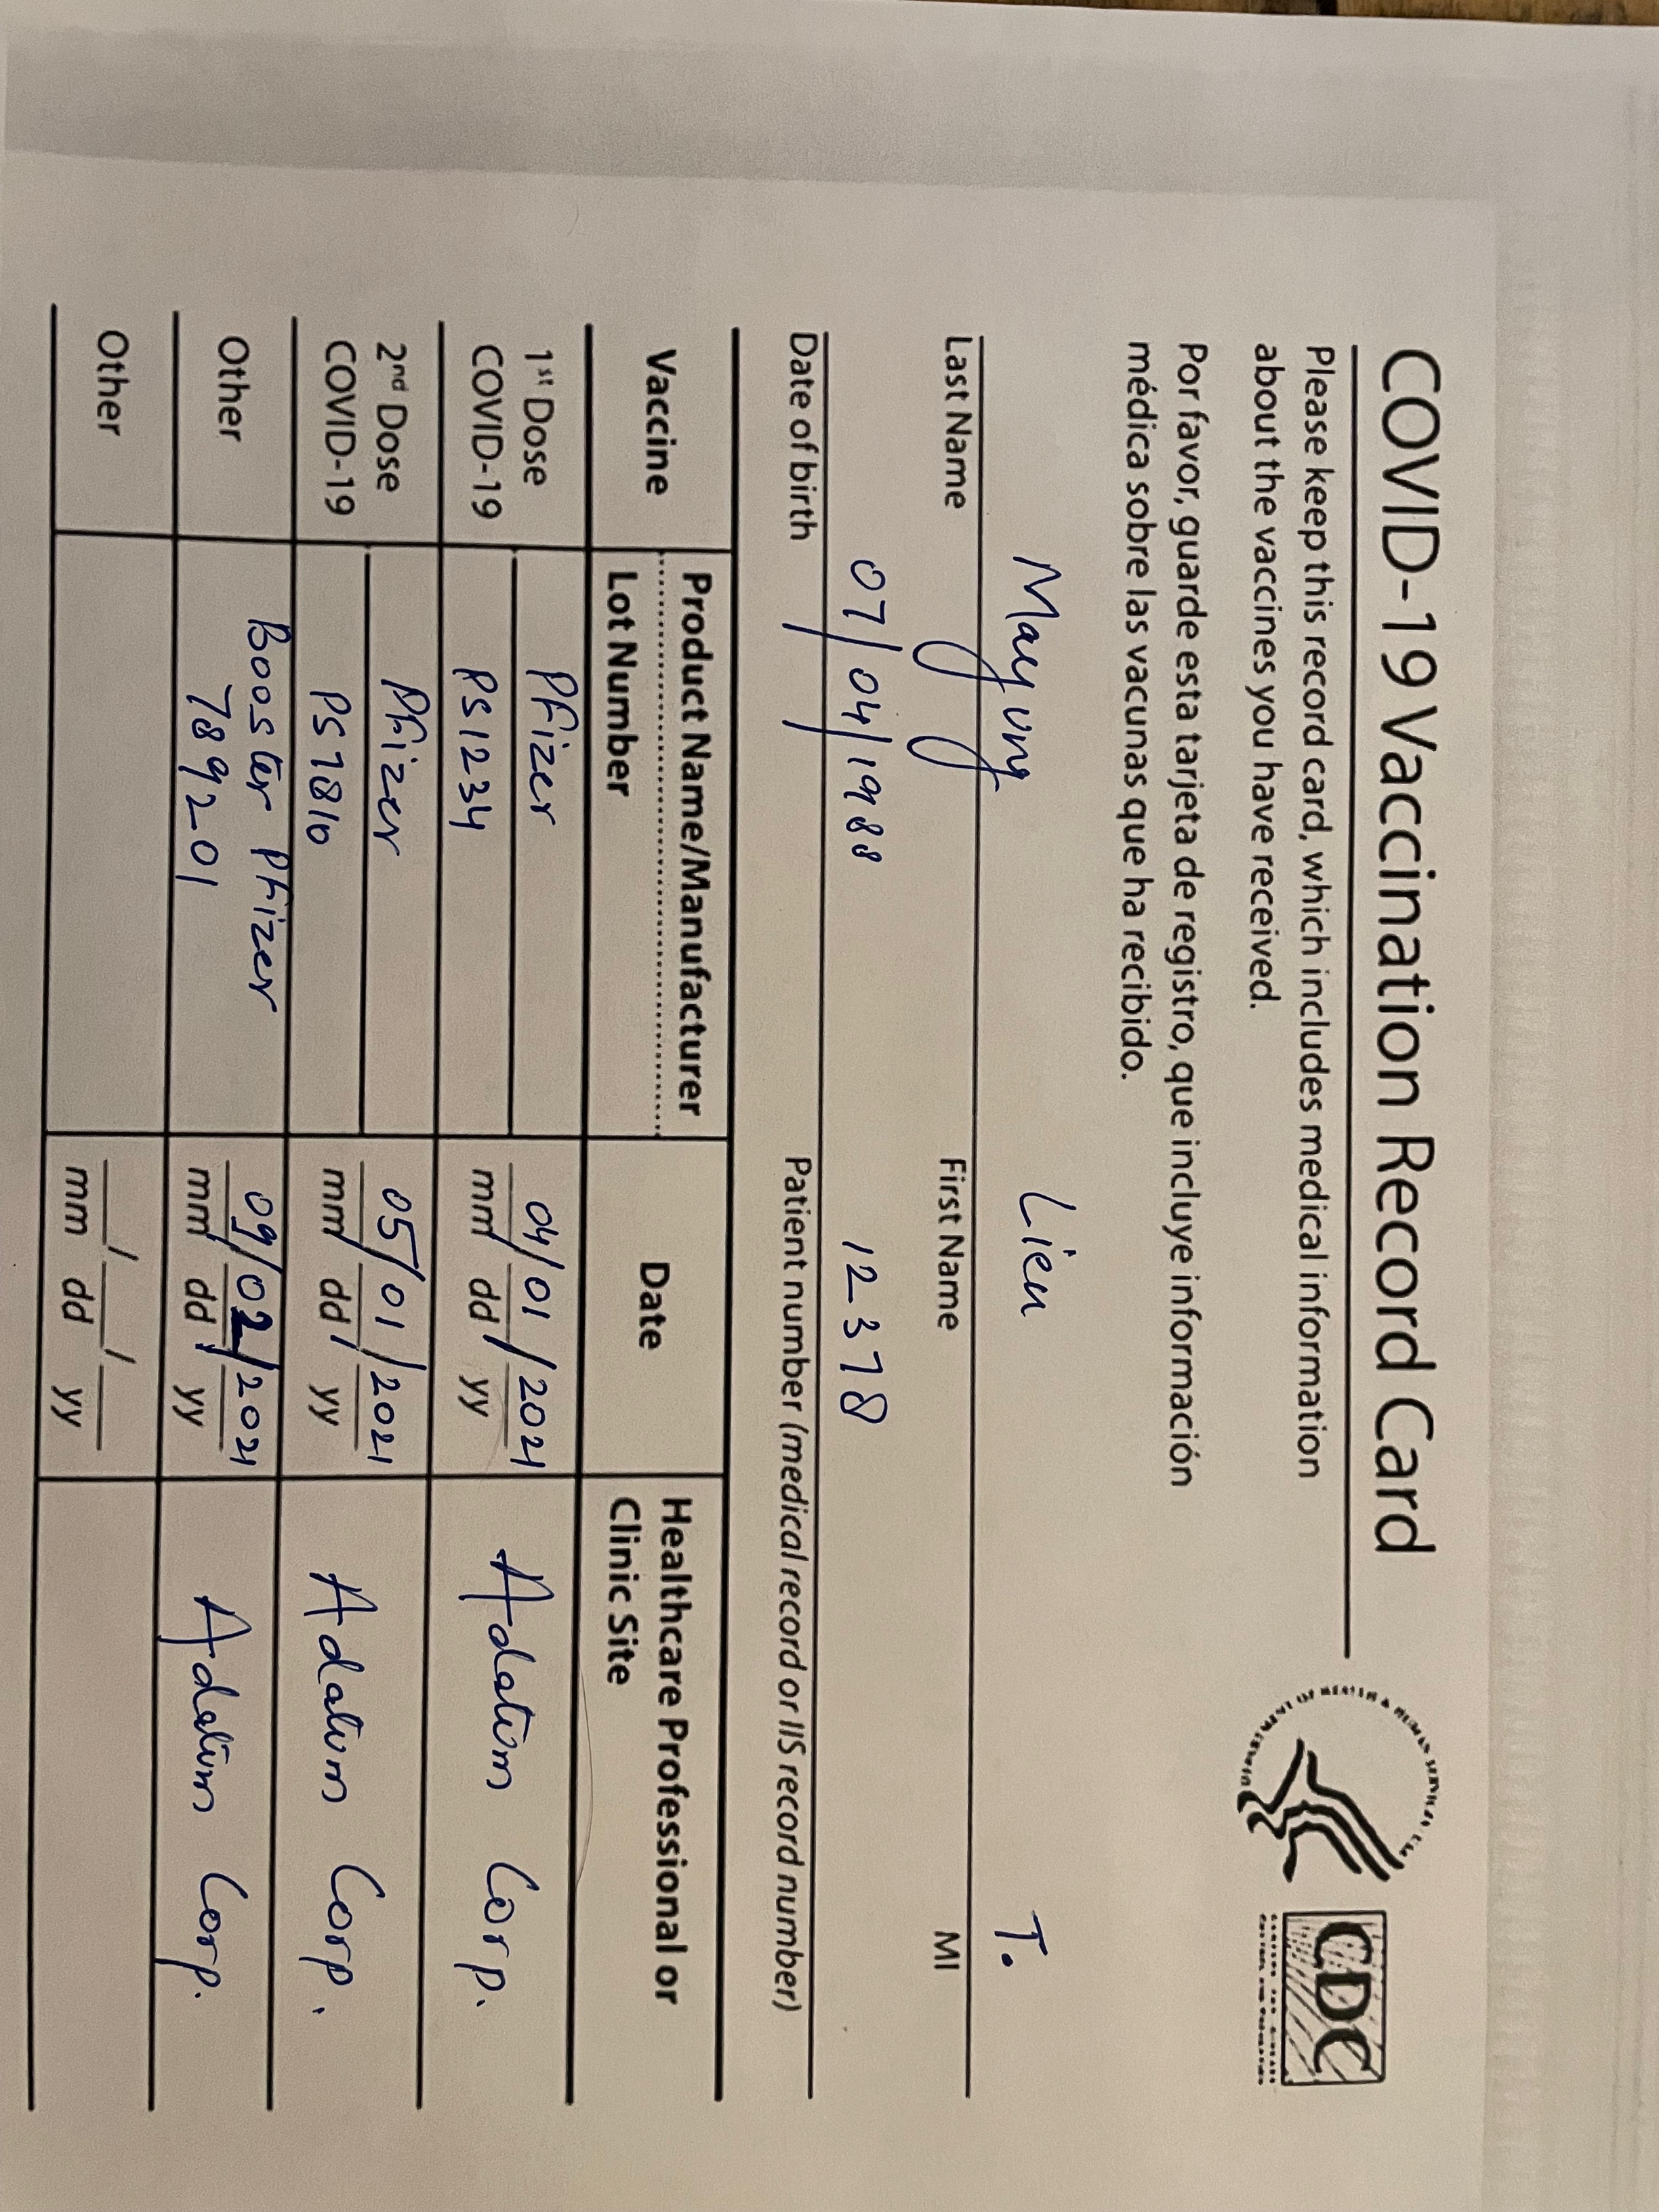 COVID-19 Vaccination Record Card
Please keep this record card, which includes medical information
about the vaccines you have received.
Por favor, guarde esta tarjeta de registro, que incluye información
médica sobre las vacunas que ha recibido.
CDC
Mayung Lieu T.
Last Name First Name MI
07/04/1988 12378
Date of birth Patient number (medical record or IIS record number)
Vaccine Product Name/Manufacturer Date Healthcare Professional or
Lot Number Clinic Site
1st Dose Pfizer 04/01/2021 Adatum Corp.
COVID-19 PS1234 mm dd yy
2nd Dose Pfizer 05/01/2021 Adatum Corp.
COVID-19 mm dd yy
Other Booster Pfizer 09/02/2021 Adatum Corp.
789201 mm dd yy
Other
mm dd yy